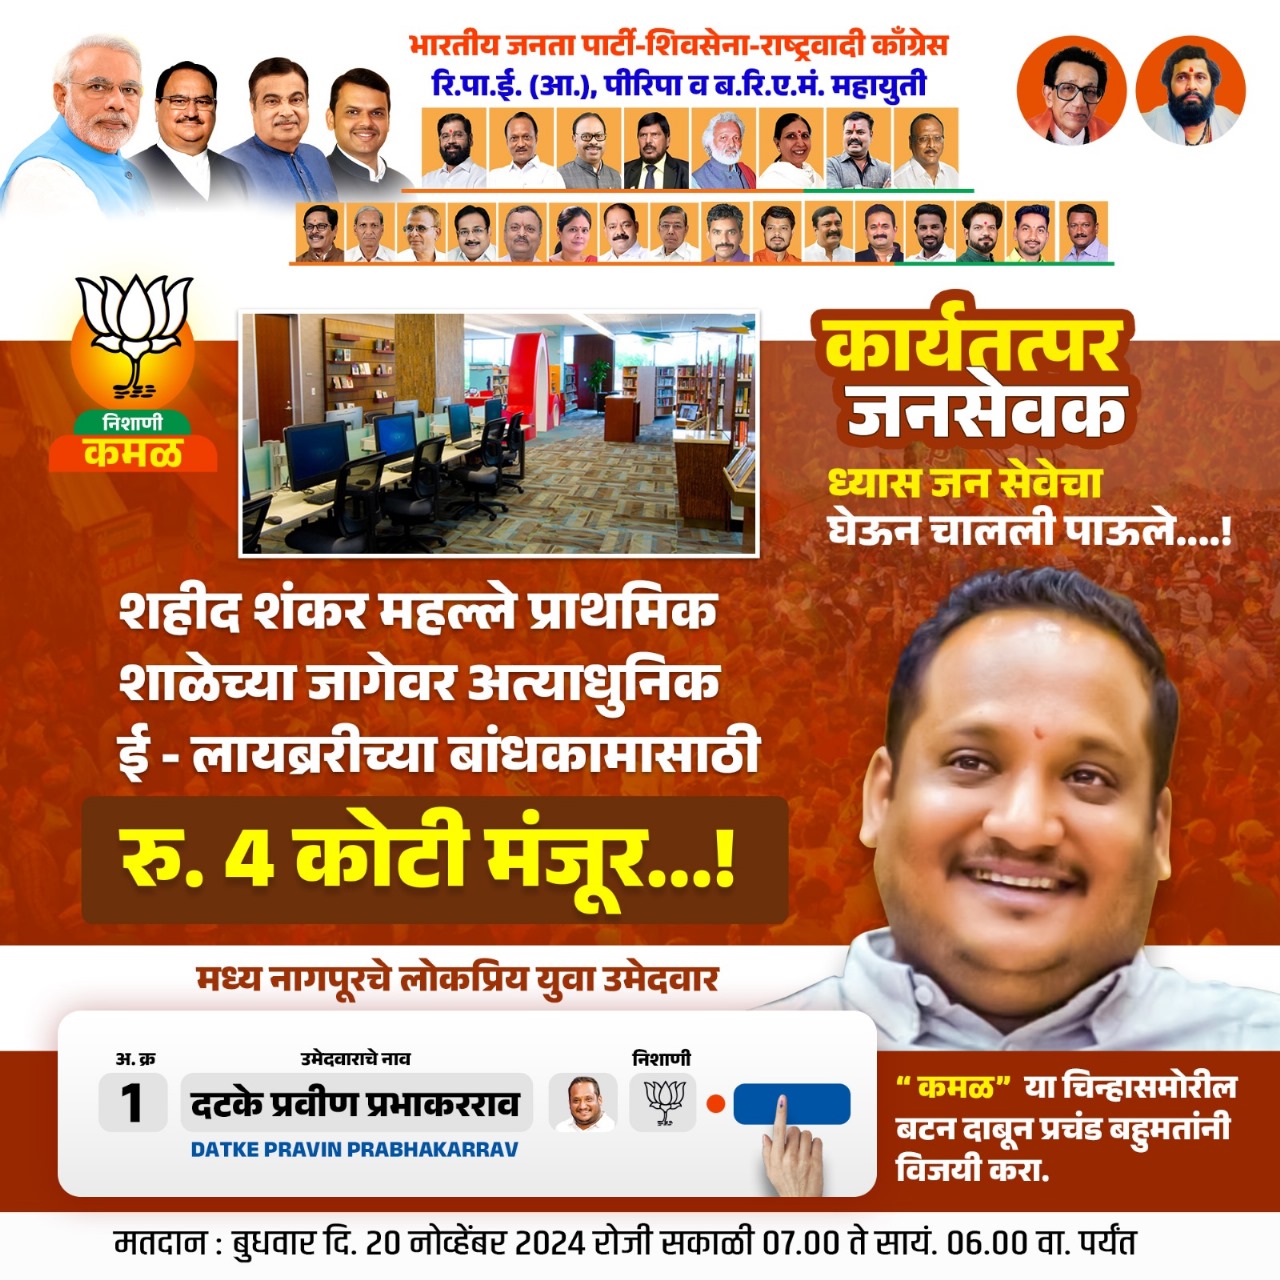 भारतीय जनता पार्टी-शिवसेना-राष्ट्रवादी काँग्रेस
रि.पा.ई. (आ.), पीरिपा व ब.रि.ए.मं. महायुती
निशाणी
कमळ
कार्यतत्पर
जनसेवक
ध्यास जन सेवेचा
घेऊन चालली पाऊले....!
शहीद शंकर महल्ले प्राथमिक
शाळेच्या जागेवर अत्याधुनिक
ई - लायब्ररीच्या बांधकामासाठी
रु. 4 कोटी मंजूर...!
मध्य नागपूरचे लोकप्रिय युवा उमेदवार
अ. क्र उमेदवाराचे नाव निशाणी
1 दटके प्रवीण प्रभाकरराव
DATKE PRAVIN PRABHAKARRAV
“ कमळ” या चिन्हासमोरील
बटन दाबून प्रचंड बहुमतांनी
विजयी करा.
मतदान : बुधवार दि. 20 नोव्हेंबर 2024 रोजी सकाळी 07.00 ते सायं. 06.00 वा. पर्यंत